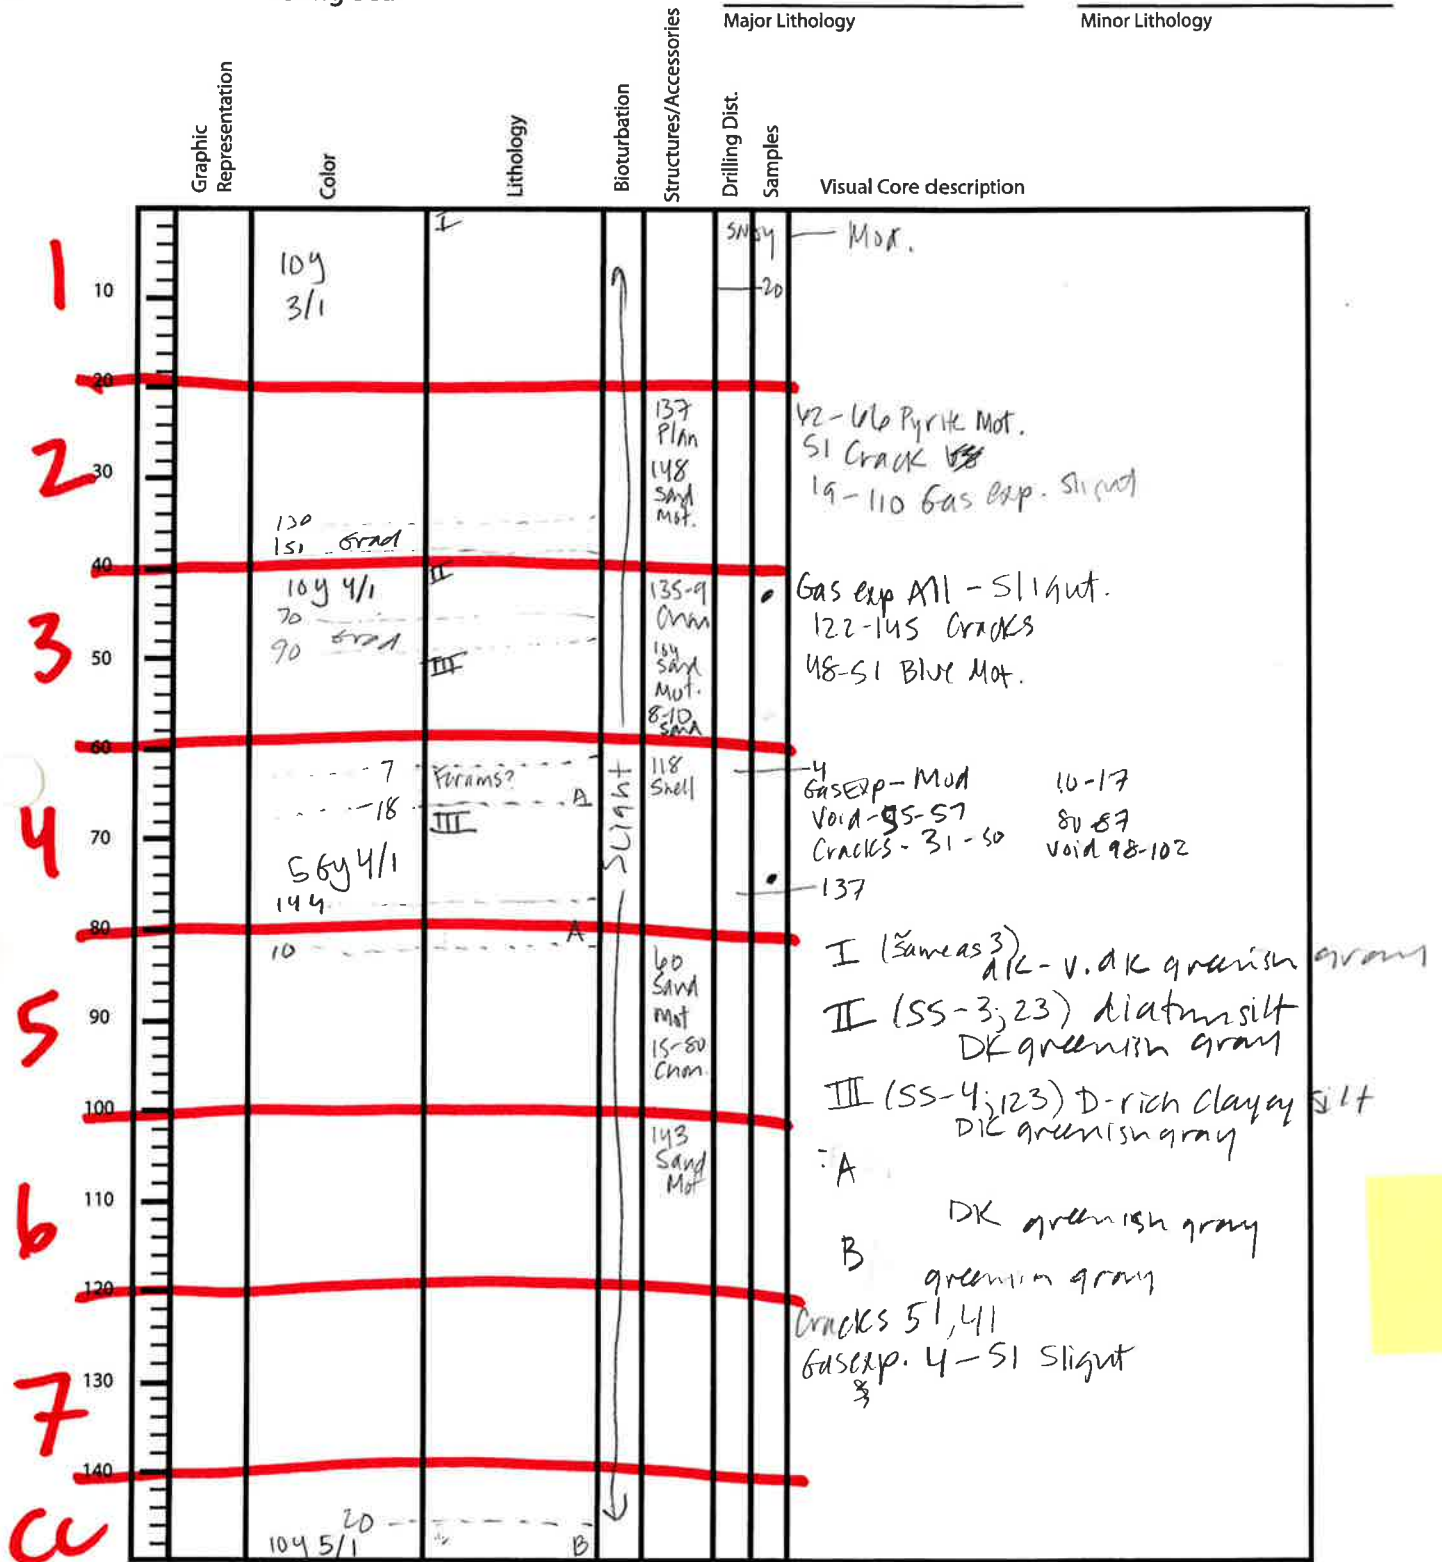 Major Lithology
Minor Lithology
Graphic
Representation
Color
Lithology
Bioturbation
Structures/Accessories
Drilling Dist.
Samples
Visual Core description
1
10
10Y
3/1
I
Mod.
20
20
2
30
130
151 Grad
137
Plan
148
Sand
Mot.
42-66 Pyrite Mot.
51 Crack
19-110 Gas exp. Slight
40
3
50
10Y 4/1
70
Grad
90
II
III
135-9
Chon
104
Sand
Mot.
8-10
Sand
Gas exp All - Slight.
122-145 Cracks
48-51 Blue Mot.
60
4
70
7
18
5GY 4/1
144
Forams?
A
III
Slight
118
Shell
4
GasExp - Mod
Void - 55-57
Cracks - 31-50
10-17
80-87
Void 98-102
137
80
5
90
10
A
60
Sand
Mot
15-80
Chon.
I (Same as 3)
dk - v. dk greenish gray
II (SS-3; 23) diatom silt
DK greenish gray
100
III (SS-4; 123) D-rich Clayey silt
DK greenish gray
6
110
143
Sand
Mot
A
DK greenish gray
B
greenish gray
120
7
130
Cracks 51, 41
Gas exp. 4-51 Slight
140
CC
20
10Y 5/1
B